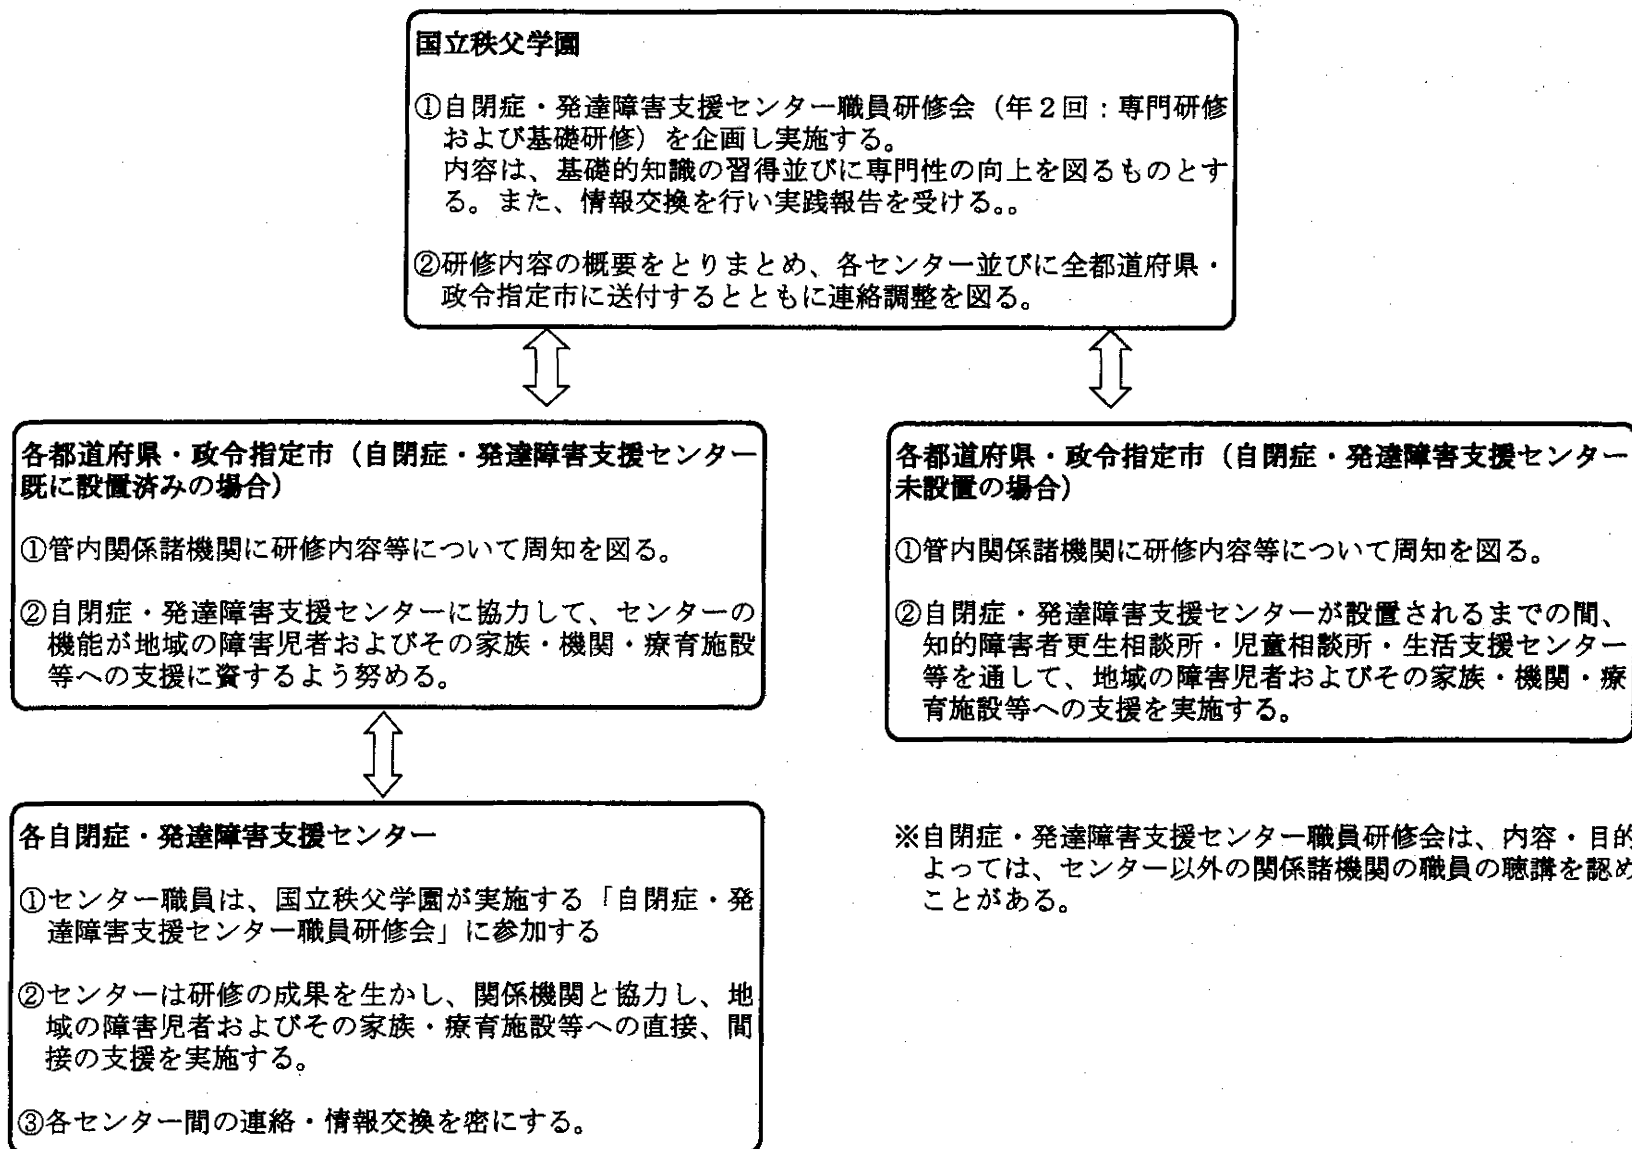 国立秩父学園
①自閉症・発達障害支援センター職員研修会（年２回：専門研修
および基礎研修）を企画し実施する。
内容は、基礎的知識の習得並びに専門性の向上を図るものとす
る。また、情報交換を行い実践報告を受ける。。
②研修内容の概要をとりまとめ、各センター並びに全都道府県・
政令指定市に送付するとともに連絡調整を図る。
各都道府県・政令指定市（自閉症・発達障害支援センター
既に設置済みの場合）
①管内関係諸機関に研修内容等について周知を図る。
②自閉症・発達障害支援センターに協力して、センターの
機能が地域の障害児者およびその家族・機関・療育施設
等への支援に資するよう努める。
各都道府県・政令指定市（自閉症・発達障害支援センター
未設置の場合）
①管内関係諸機関に研修内容等について周知を図る。
②自閉症・発達障害支援センターが設置されるまでの間、
知的障害者更生相談所・児童相談所・生活支援センター
等を通して、地域の障害児者およびその家族・機関・療
育施設等への支援を実施する。
各自閉症・発達障害支援センター
①センター職員は、国立秩父学園が実施する「自閉症・発
達障害支援センター職員研修会」に参加する
②センターは研修の成果を生かし、関係機関と協力し、地
域の障害児者およびその家族・療育施設等への直接、間
接の支援を実施する。
③各センター間の連絡・情報交換を密にする。
※自閉症・発達障害支援センター職員研修会は、内容・目的
よっては、センター以外の関係諸機関の職員の聴講を認め
ことがある。